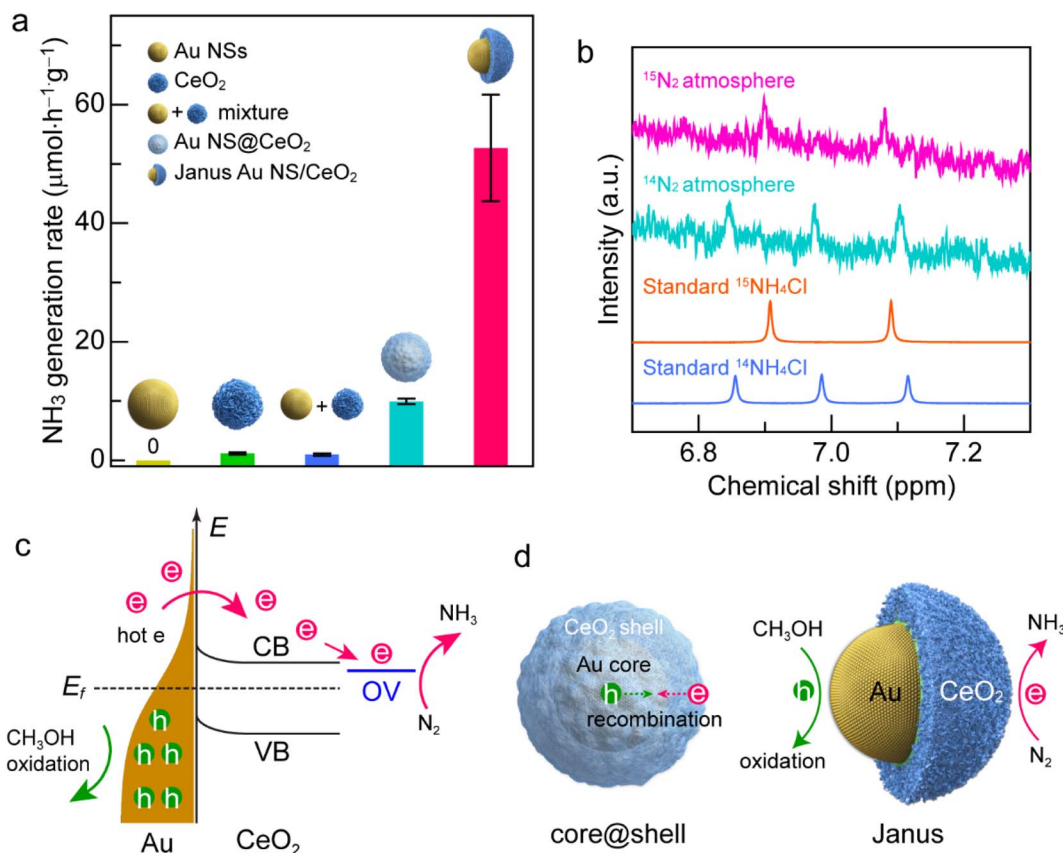 a
NH₃ generation rate (μmol·h⁻¹·g⁻¹)
60
40
20
0
Au NSs
CeO₂
+ mixture
Au NS@CeO₂
Janus Au NS/CeO₂
0
+
b
Intensity (a.u.)
¹⁵N₂ atmosphere
¹⁴N₂ atmosphere
Standard ¹⁵NH₄Cl
Standard ¹⁴NH₄Cl
6.8 7.0 7.2
Chemical shift (ppm)
c
E
e
e
e
e
e
hot e
CB
NH₃
OV
E_f
N₂
VB
CH₃OH
oxidation
h
h h
h h
Au CeO₂
d
CeO₂ shell
Au core
h e
recombination
core@shell
CH₃OH
h
oxidation
Au
CeO₂
NH₃
e
N₂
Janus